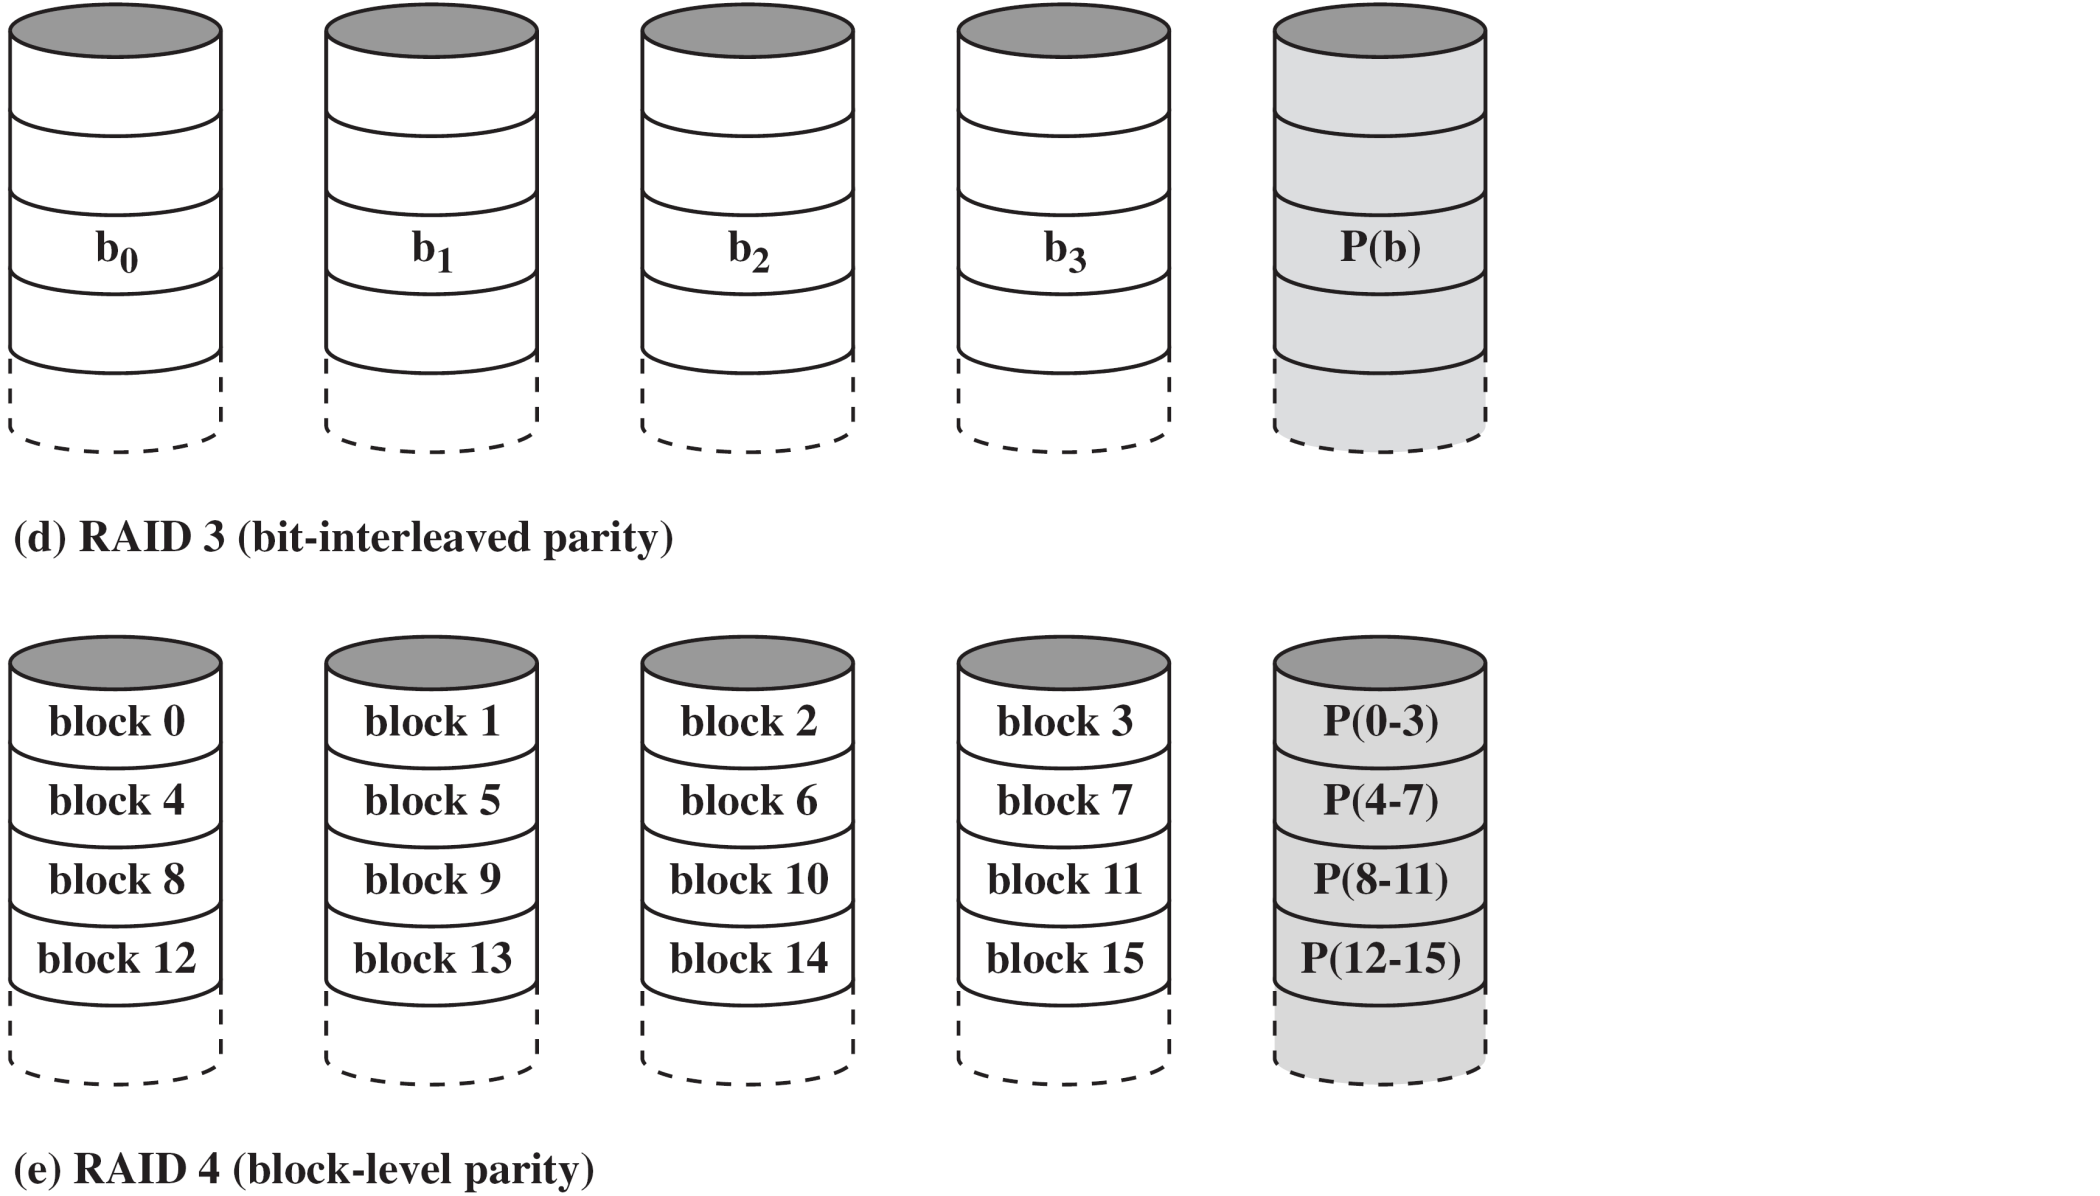 b0 b1 b2 b3 P(b)
(d) RAID 3 (bit-interleaved parity)
block 0 block 1 block 2 block 3 P(0-3)
block 4 block 5 block 6 block 7 P(4-7)
block 8 block 9 block 10 block 11 P(8-11)
block 12 block 13 block 14 block 15 P(12-15)
(e) RAID 4 (block-level parity)